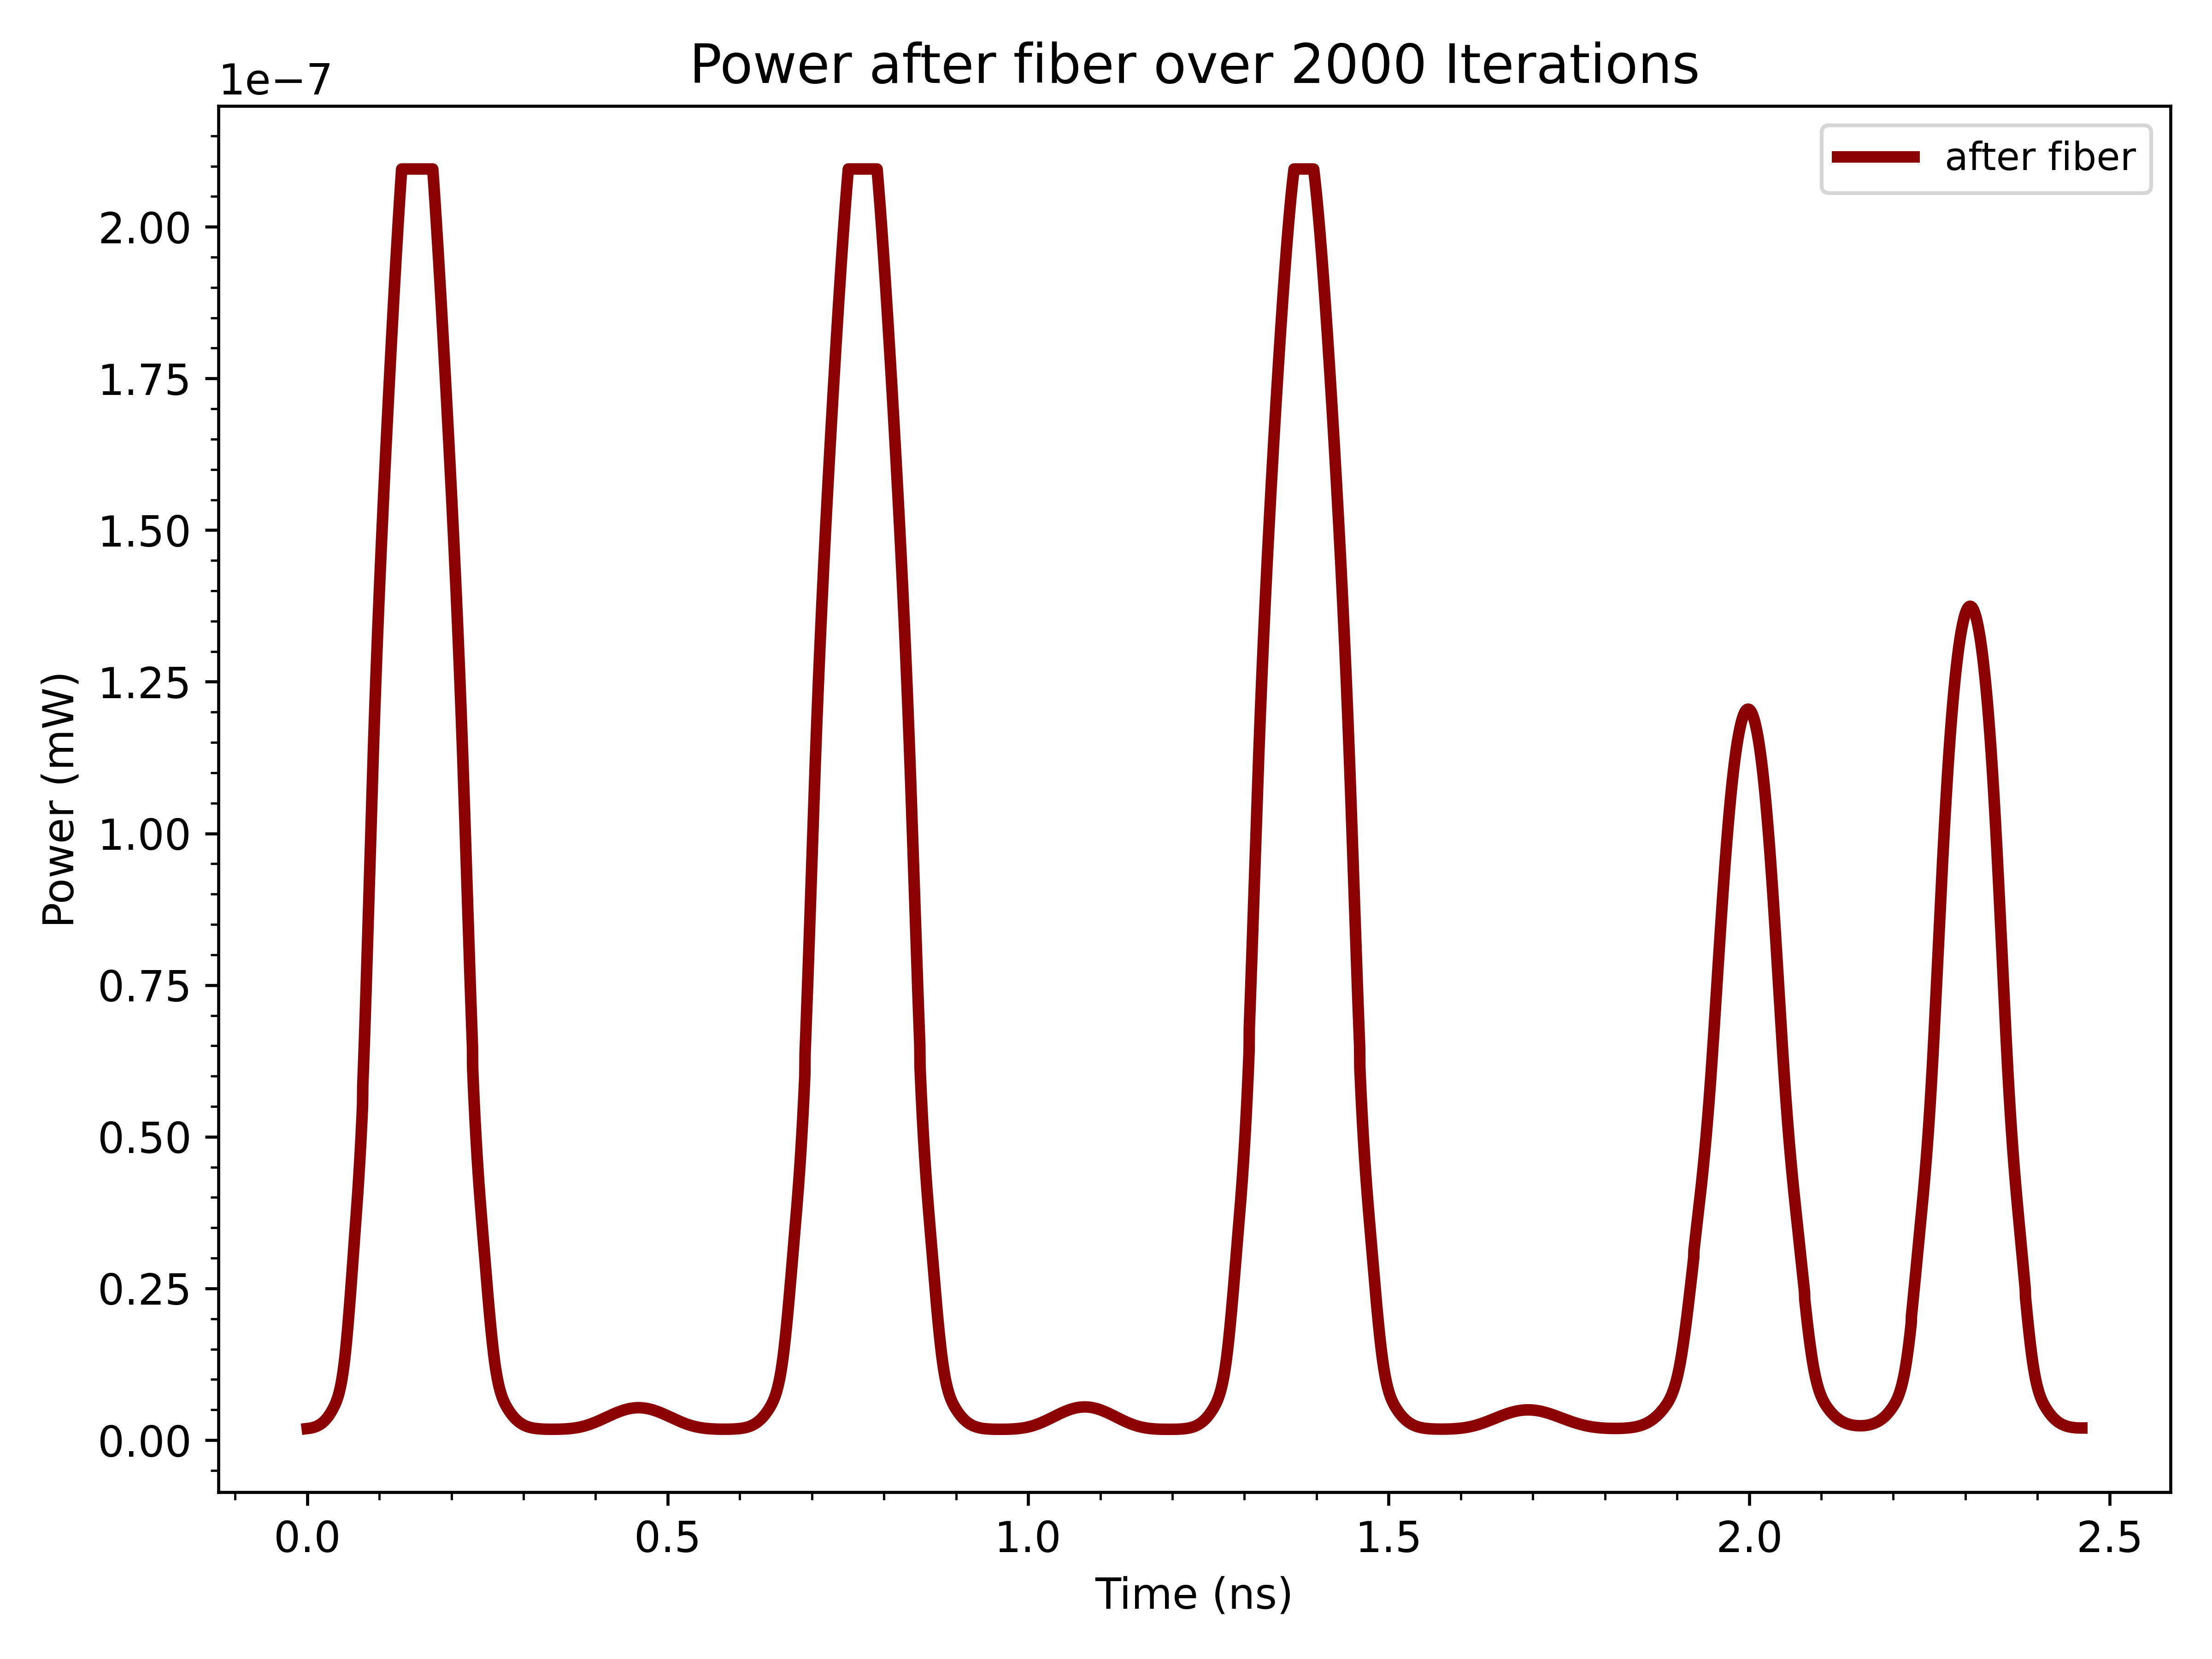 Power after fiber over 2000 Iterations
1e−7
after fiber
2.00
1.75
1.50
1.25
1.00
0.75
0.50
0.25
0.00
Power (mW)
0.0 0.5 1.0 1.5 2.0 2.5
Time (ns)